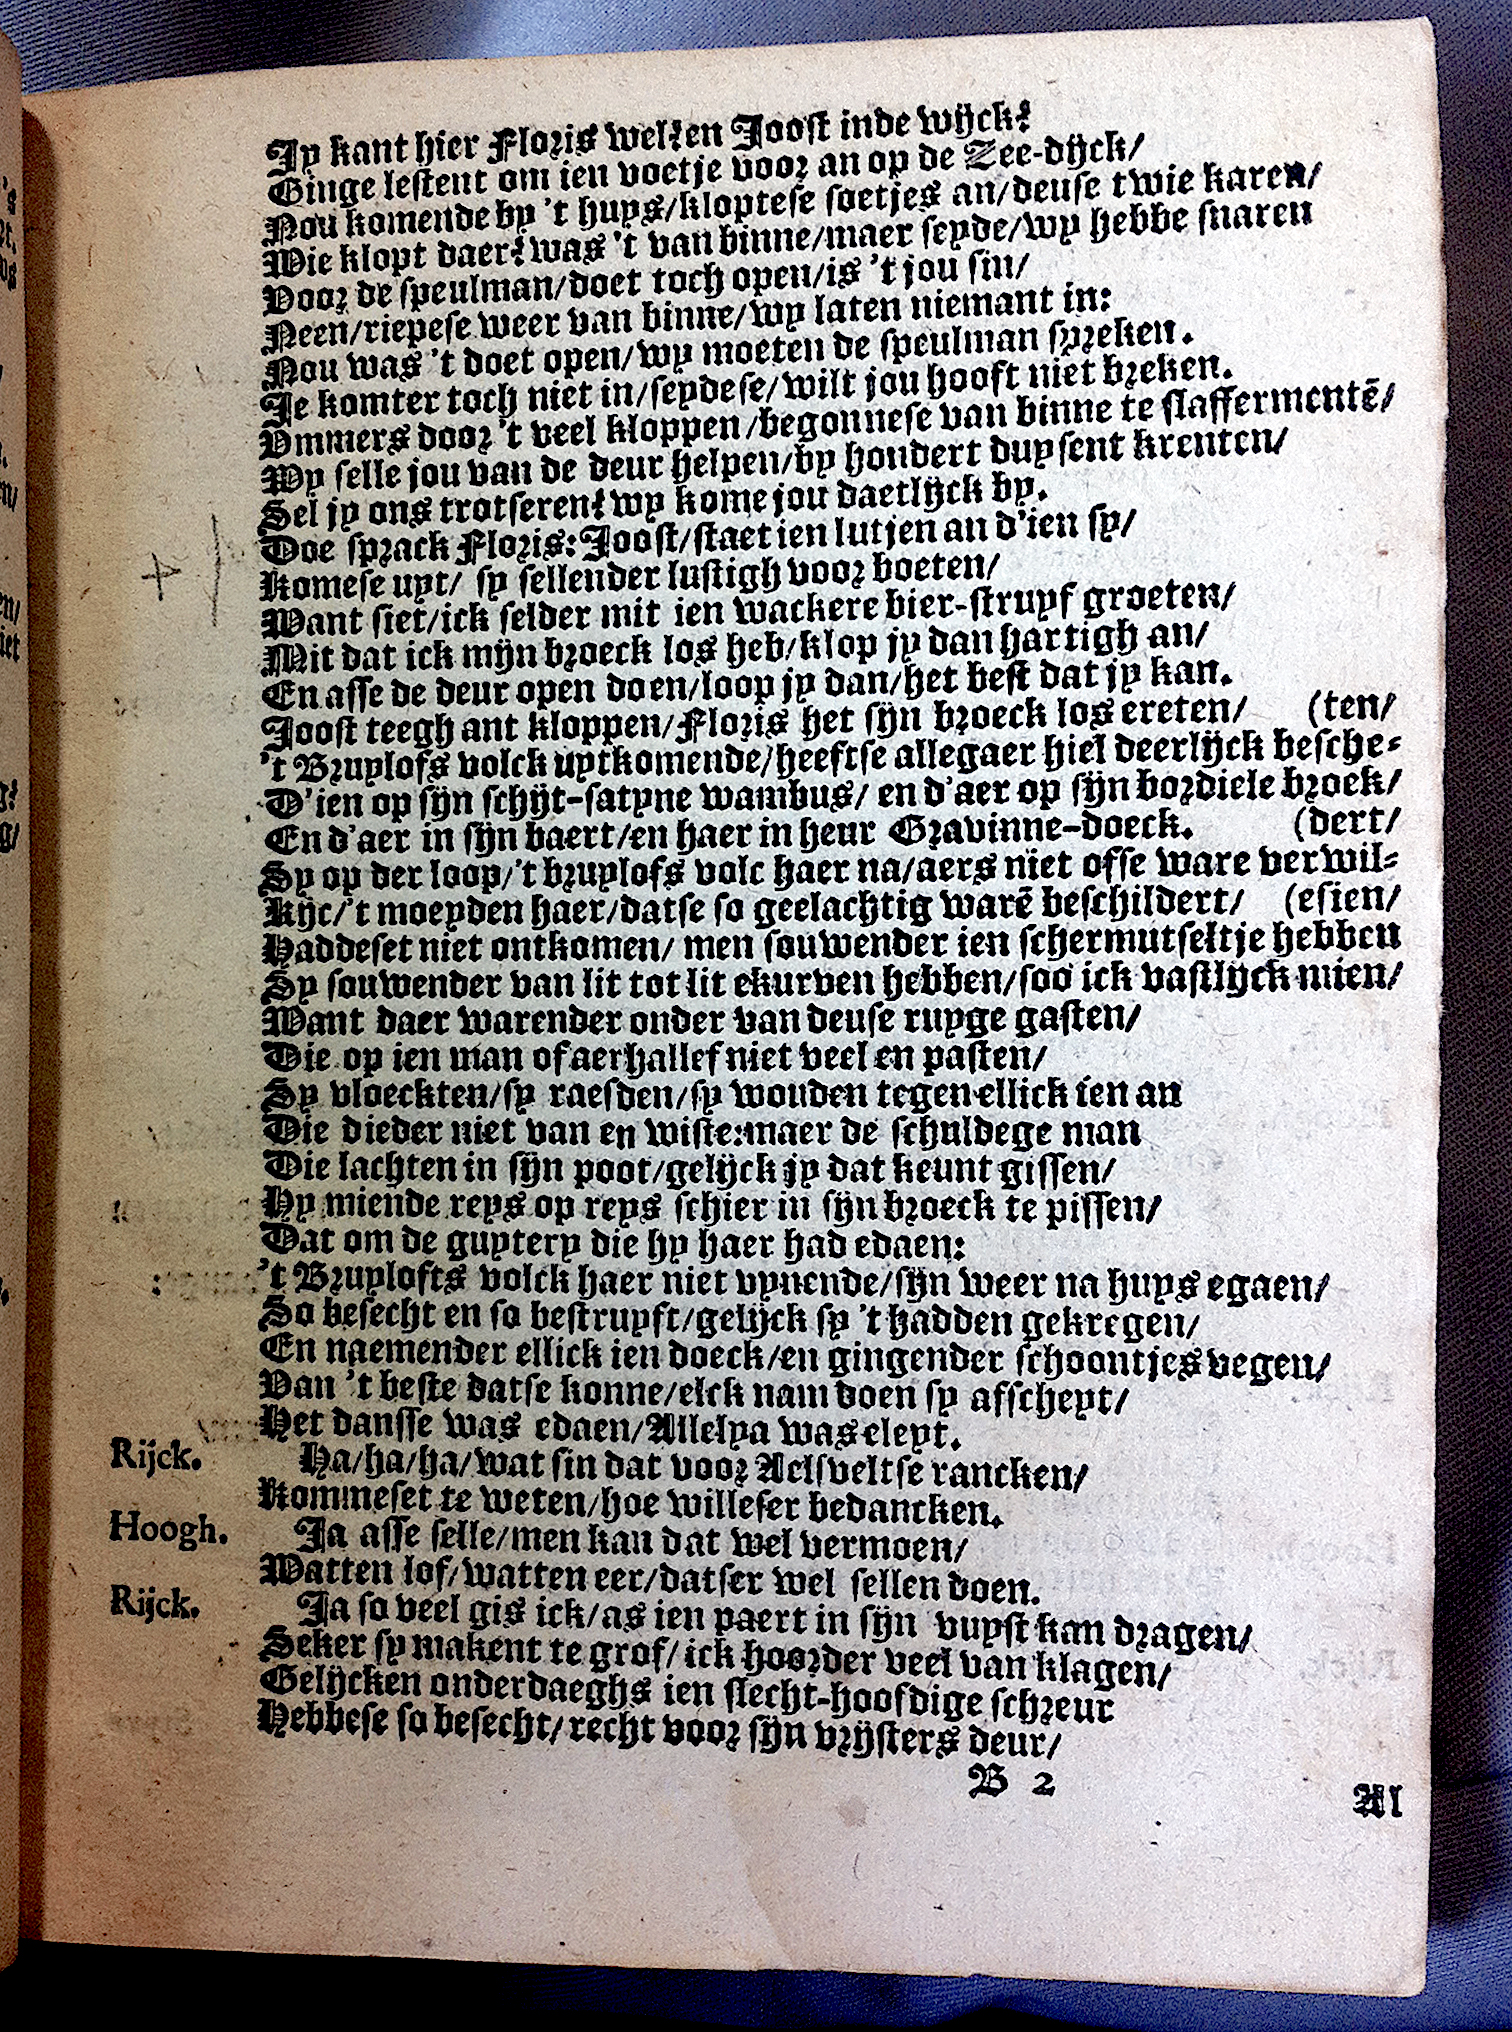 Jy kant hier Floris wel? en Joost inde wijck?
Ginge lestent om ien voetje voor an op de Zee-dijck/
Nou komende by 't huys/kloptese soetjes an/deuse twie karen/
Wie klopt daer? was 't van binne/maer seyde/wy hebbe snaren
Voor de speulman/doet toch open/is 't jou sin/
Neen/riepese weer van binne/wy laten niemant in:
Nou was 't doet open/wy moeten de speulman spreken.
Je komter toch niet in/seydese/wilt jou hooft niet breken.
Ommers door 't veel kloppen/begonnese van binne te slaffermentē/
Wy selle jou van de deur helpen/by hondert duysent krenten/
Sel jy ons trotseren? wy kome jou daetlijck by.
Doe sprack Floris: Joost/staet ien lutjen an d'ien sy/
Komese uyt/ sy sellender lustigh voor boeten/
Want siet/ick selder mit ien wackere bier-struyf groeten/
Mit dat ick mijn broeck los heb/klop jy dan hartigh an/
En asse de deur open doen/loop jy dan/het best dat jy kan.
Joost teegh ant kloppen/Floris het sijn broeck los ereten/ (ten/
't Bruylofs volck uytkomende/heeftse allegaer hiel deerlijck besche-
D'ien op sijn schijt-satyne wambus/ en d'aer op sijn bordiele broek/
En d'aer in sijn baert/en haer in heur Gravinne-doeck. (dert/
Sy op der loop/'t bruylofs volc haer na/aers niet offe ware verwil-
Kijc/'t moeyden haer/datse so geelachtig warē beschildert/ (esien/
Haddeset niet ontkomen/ men souwender ien schermutseltje hebben
Sy souwender van lit tot lit ekurven hebben/soo ick vastlijck mien/
Want daer warender onder van deuse ruyge gasten/
Die op ien man of aerhallef niet veel en pasten/
Sy vloeckten/sy raesden/sy wouden tegen ellick ien an
Die dieder niet van en wiste: maer de schuldege man
Die lachten in sijn poot/gelijck jy dat keunt gissen/
Hy miende reys op reys schier in sijn broeck te pissen/
Dat om de guytery die hy haer had edaen:
't Bruylofts volck haer niet vynende/sijn weer na huys egaen/
So besecht en so bestruyft/gelijck sy 't hadden gekregen/
En naemender ellick ien doeck/en gingender schoontjes vegen/
Van 't beste datse konne/elck nam doen sy afscheyt/
Het dansse was edaen/Allelya was eleyt.
Rijck. Ha/ha/ha/wat sin dat voor Aelsveltse rancken/
Kommeset te weten/hoe willeser bedancken.
Hoogh. Ja asse selle/men kan dat wel vermoen/
Watten lof/watten eer/datser wel sellen doen.
Rijck. Ja so veel gis ick/as ien paert in sijn vuyst kan dragen/
Seker sy makent te grof/ick hoorder veel van klagen/
Gelijcken onderdaeghs ien slecht-hoofdige schreur
Hebbese so besecht/recht voor sijn vrijsters deur/
B 2
Al